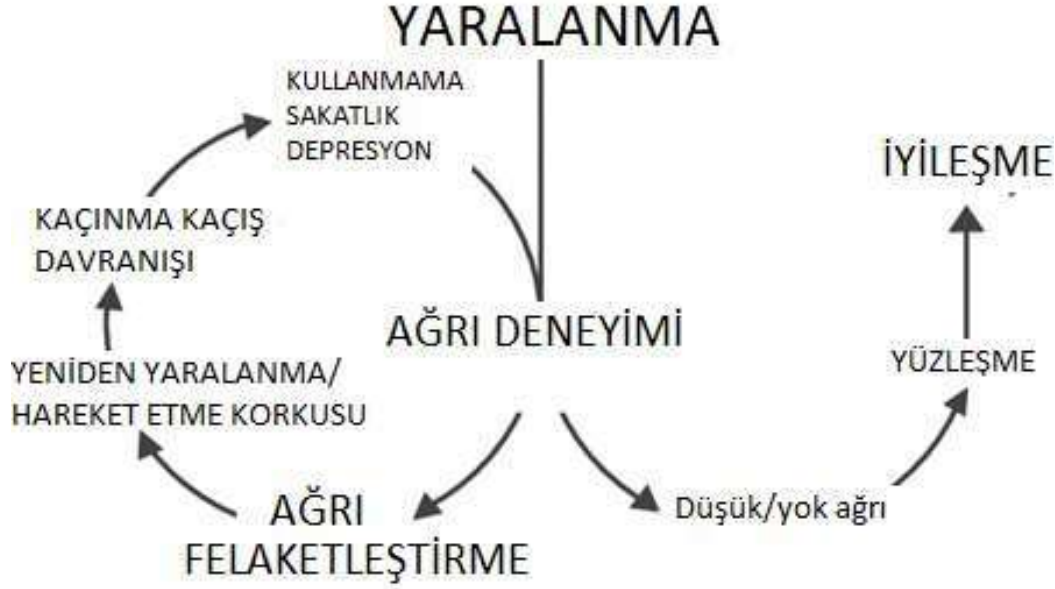 YARALANMA
KULLANMAMA
SAKATLIK
DEPRESYON
İYİLEŞME
KAÇINMA KAÇIŞ
DAVRANIŞI
AĞRI DENEYİMİ
YENİDEN YARALANMA/
HAREKET ETME KORKUSU
YÜZLEŞME
AĞRI
FELAKETLEŞTİRME
Düşük/yok ağrı